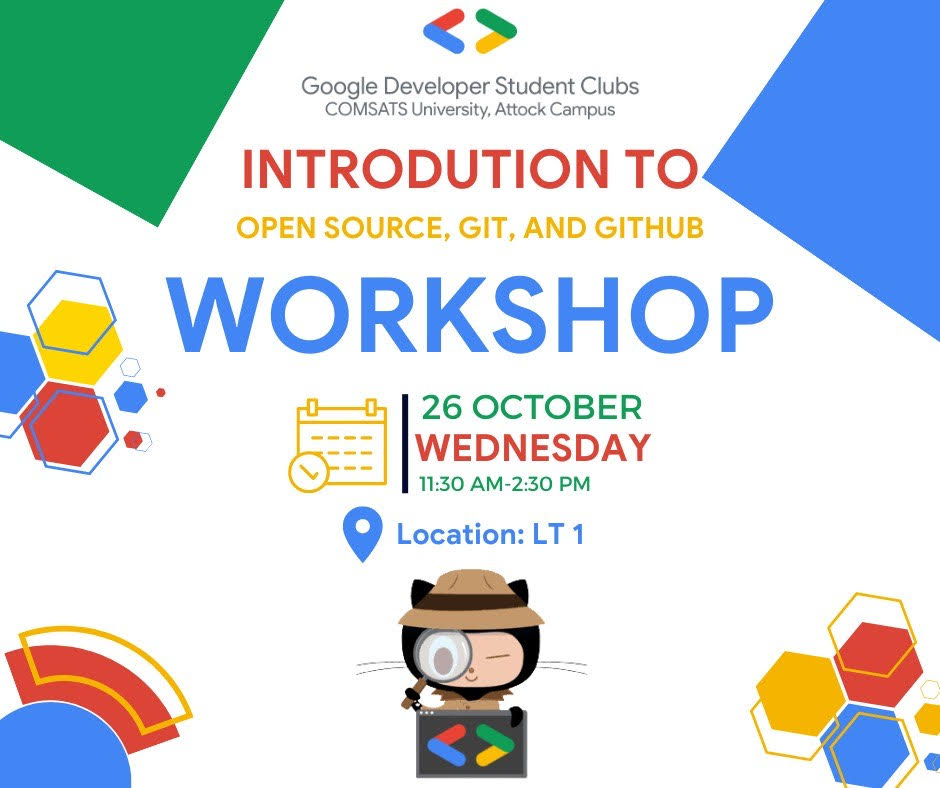 Google Developer Student Clubs
COMSATS University, Attock Campus
INTRODUTION TO
OPEN SOURCE, GIT, AND GITHUB
WORKSHOP
26 OCTOBER
WEDNESDAY
11:30 AM-2:30 PM
Location: LT 1